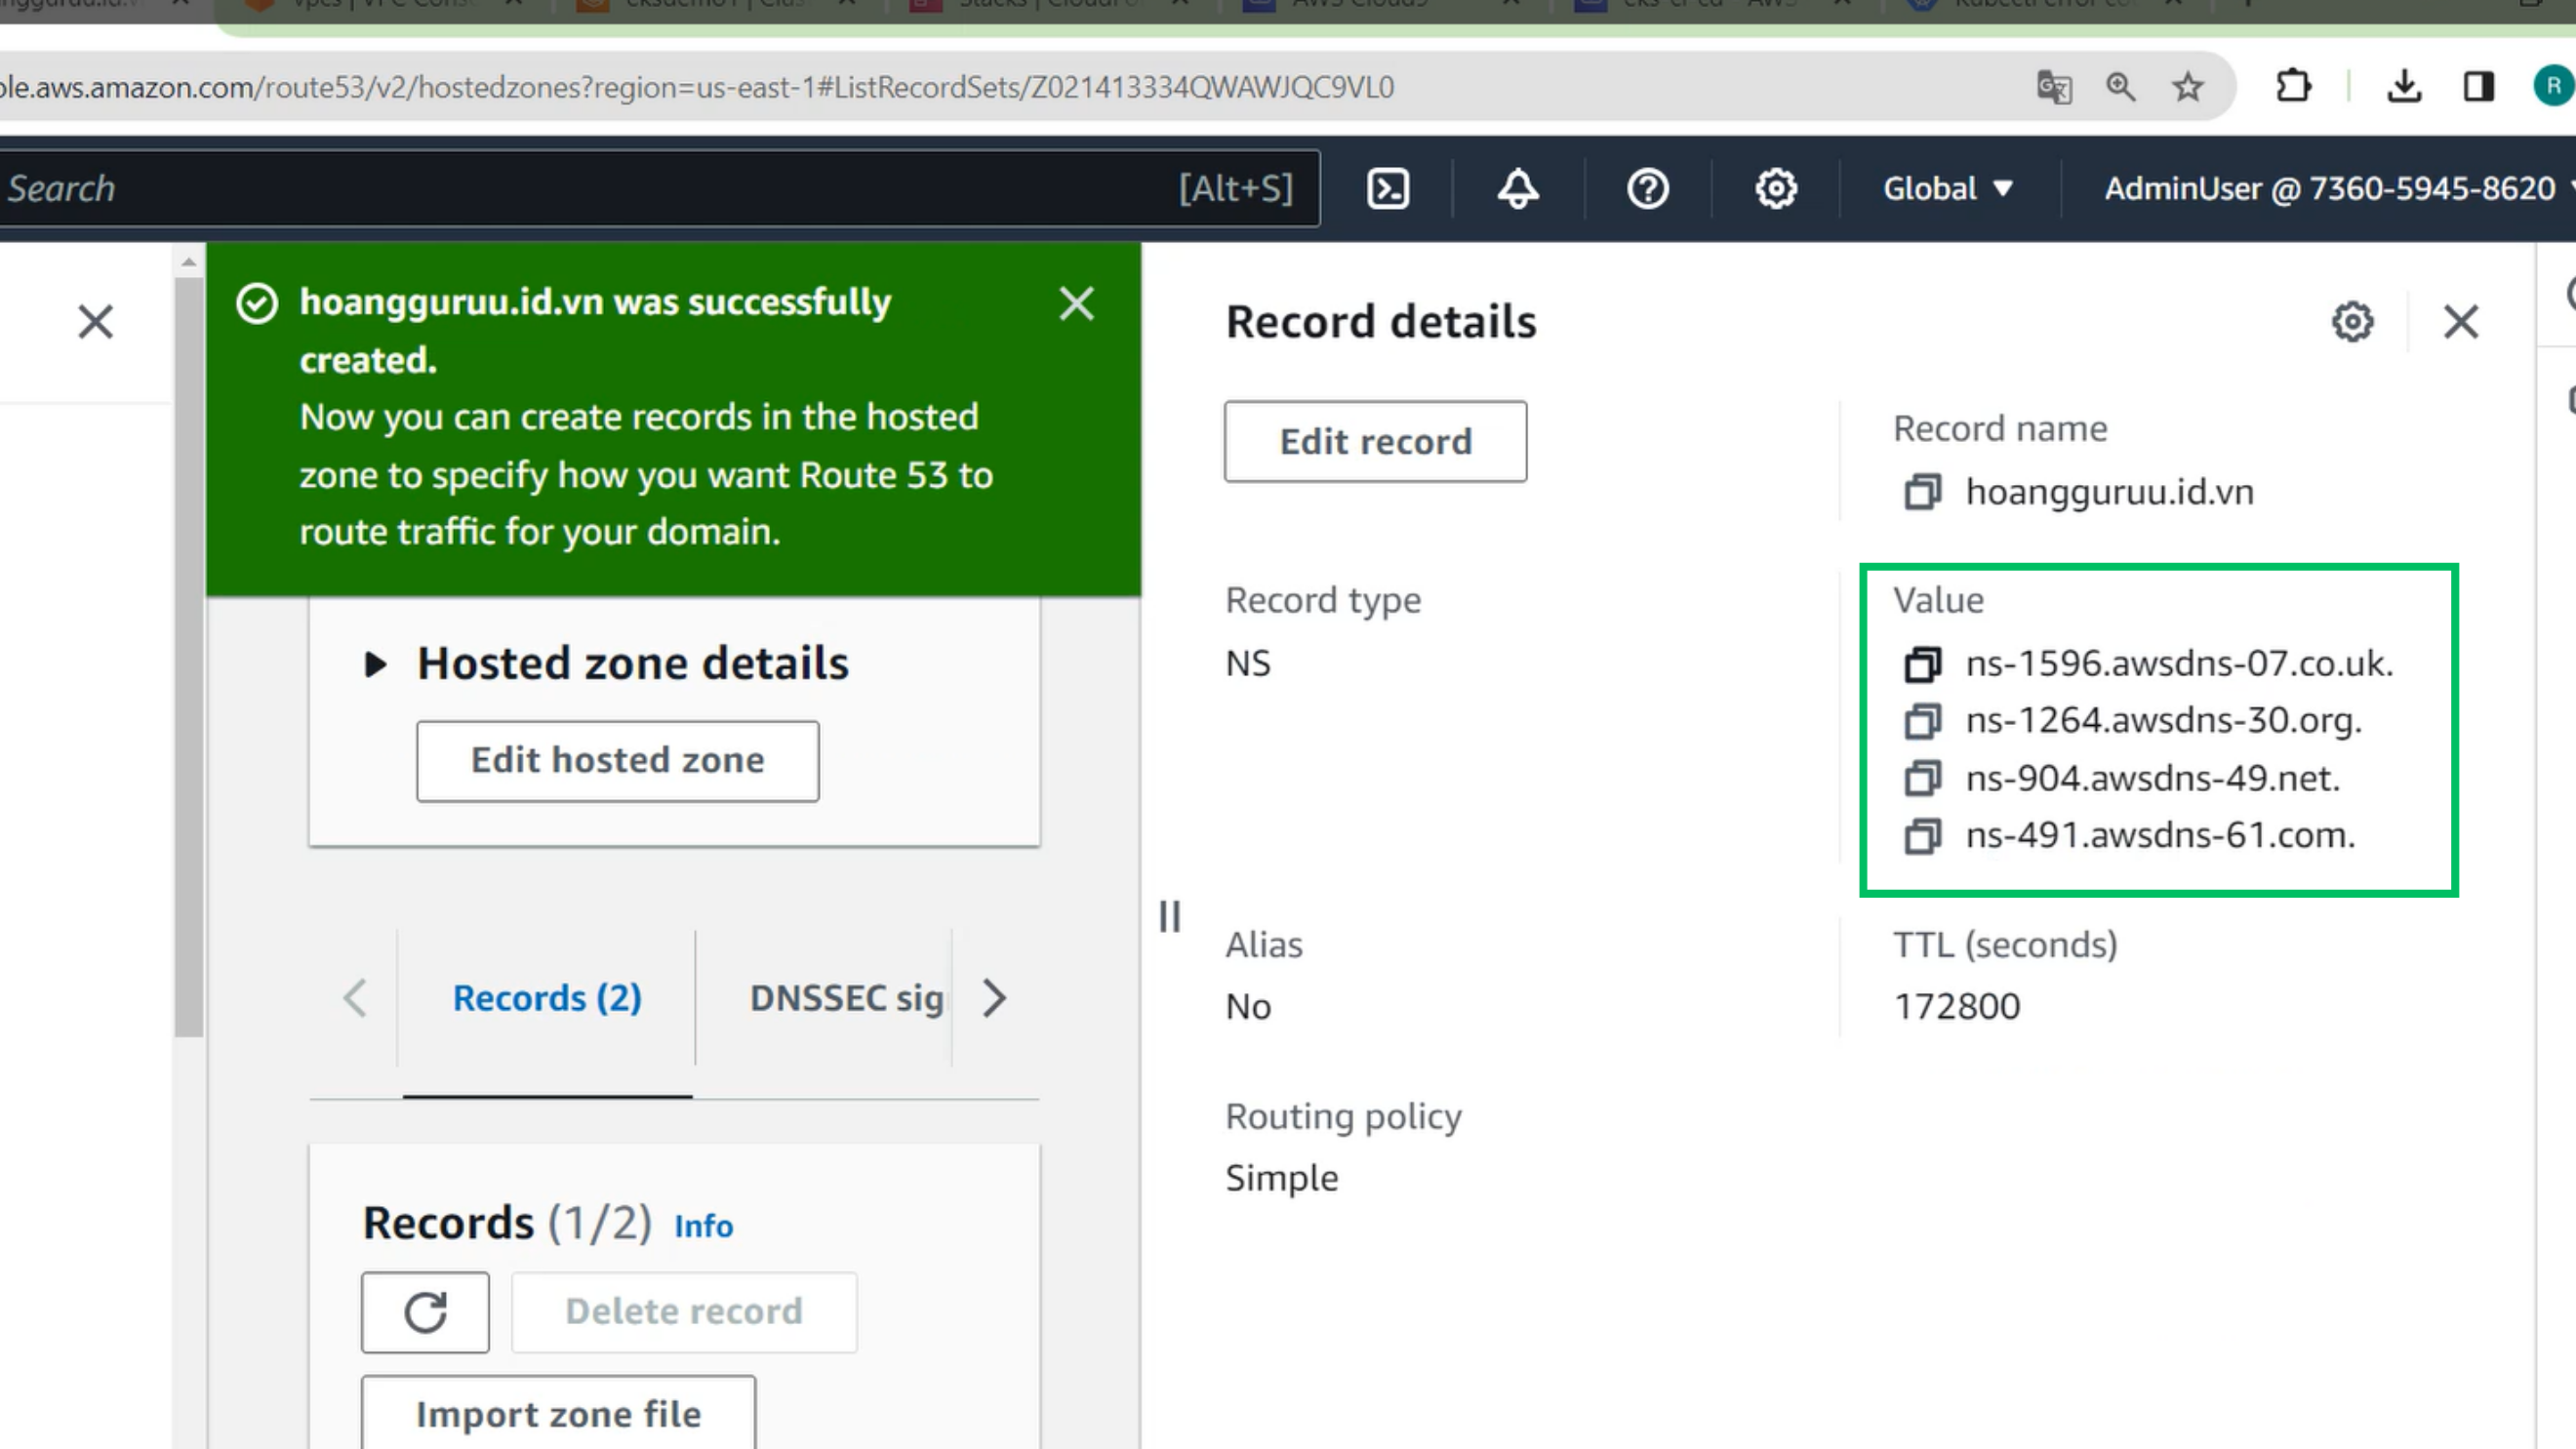 ole.aws.amazon.com/route53/v2/hostedzones?region=us-east-1#ListRecordSets/Z021413334QWAWJQC9VL0
R
Search
[Alt+S]
Global
AdminUser @ 7360-5945-8620
hoangguruu.id.vn was successfully
created.
Now you can create records in the hosted
zone to specify how you want Route 53 to
route traffic for your domain.
Hosted zone details
Edit hosted zone
Records (2)
DNSSEC sig
Records (1/2) Info
Delete record
Import zone file
Record details
Edit record
Record name
hoangguruu.id.vn
Record type
NS
Value
ns-1596.awsdns-07.co.uk.
ns-1264.awsdns-30.org.
ns-904.awsdns-49.net.
ns-491.awsdns-61.com.
Alias
No
TTL (seconds)
172800
Routing policy
Simple